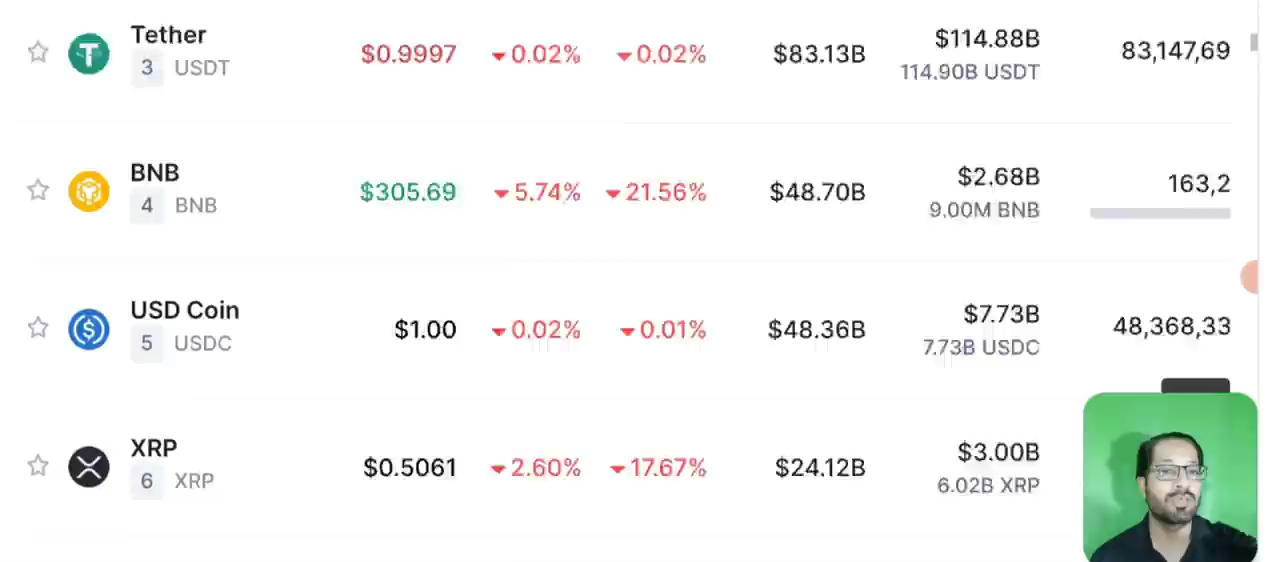 Tether
3 USDT $0.9997 0.02% 0.02% $83.13B $114.88B 83,147,69
114.90B USDT
BNB
4 BNB $305.69 5.74% 21.56% $48.70B $2.68B 163,2
9.00M BNB
USD Coin
5 USDC $1.00 0.02% 0.01% $48.36B $7.73B 48,368,33
7.73B USDC
XRP
6 XRP $0.5061 2.60% 17.67% $24.12B $3.00B
6.02B XRP